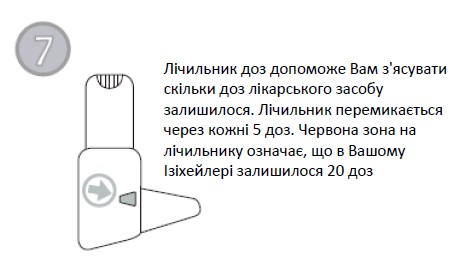 7
Лічильник доз допоможе Вам з'ясувати
скільки доз лікарського засобу
залишилося. Лічильник перемикається
через кожні 5 доз. Червона зона на
лічильнику означає, що в Вашому
Ізіхейлері залишилося 20 доз